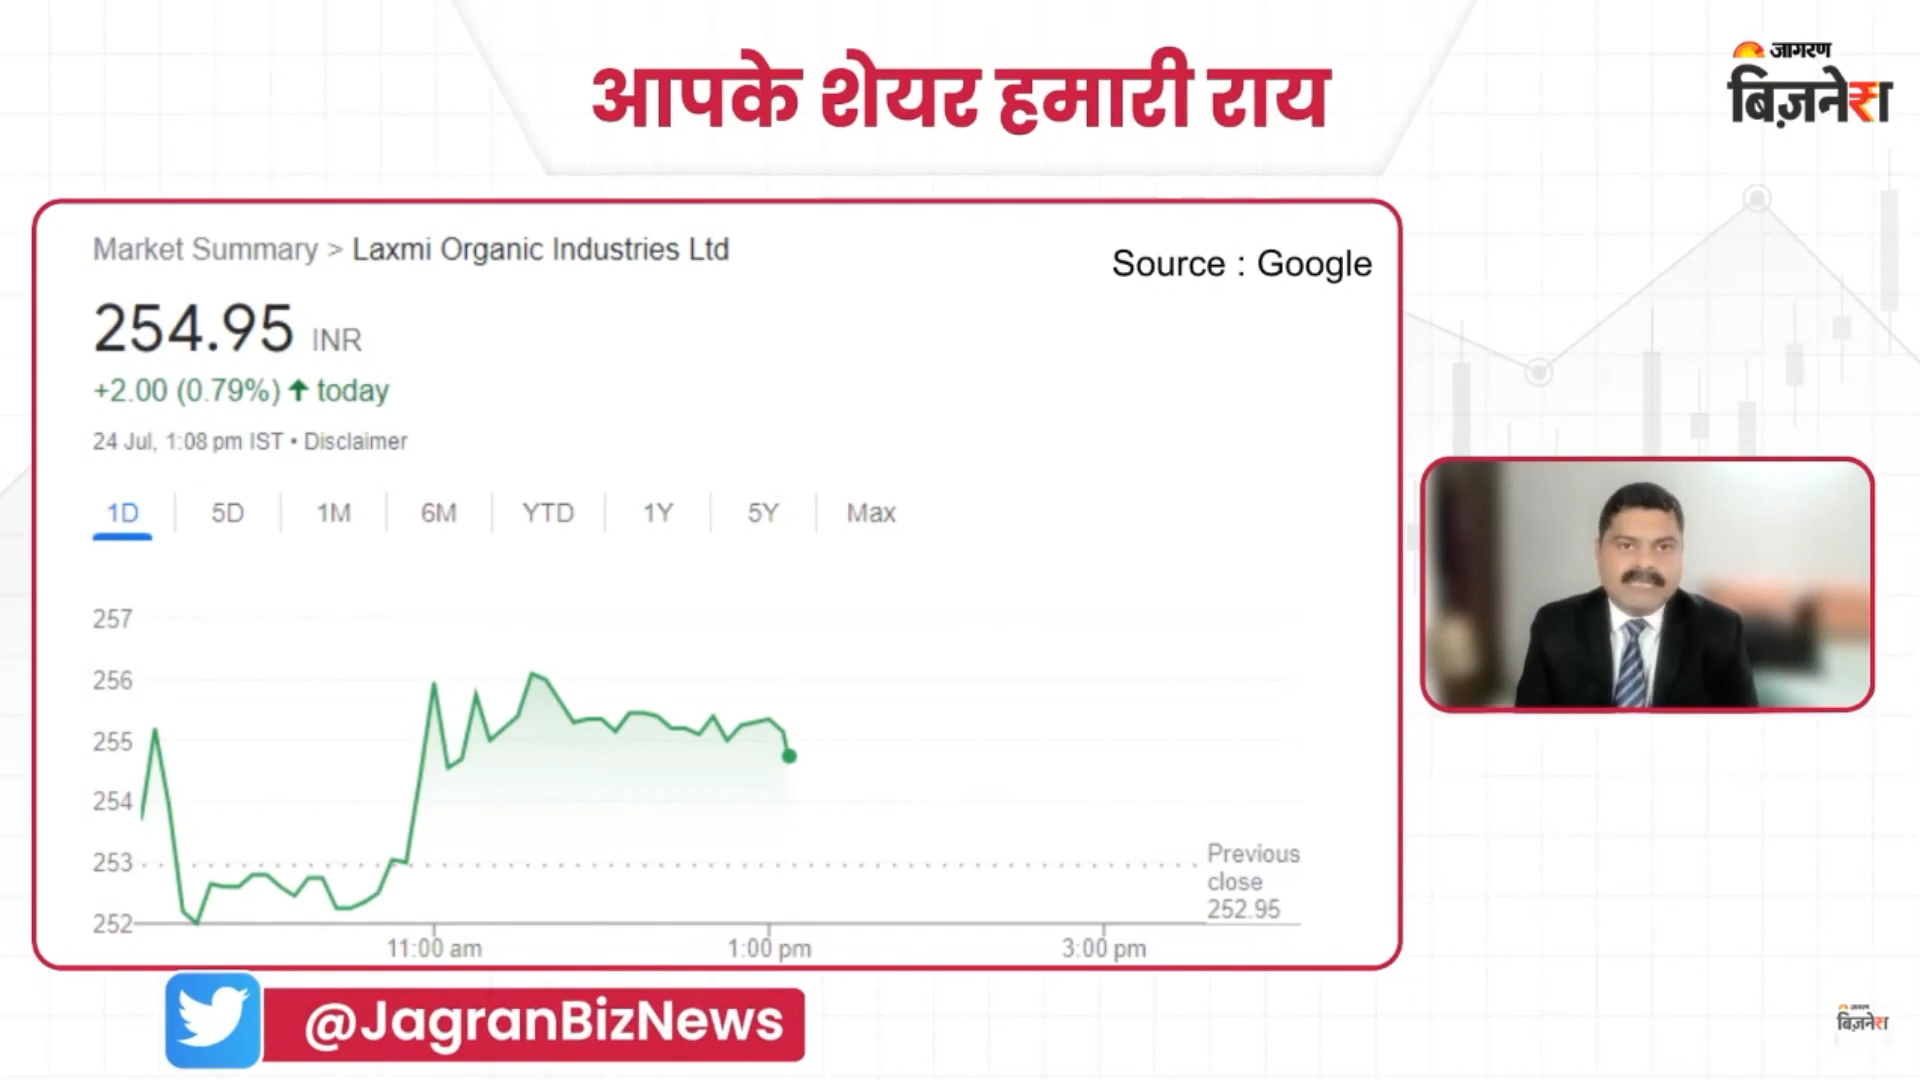 आपके शेयर हमारी राय
जागरण
बिज़नेस
Market Summary > Laxmi Organic Industries Ltd
Source : Google
254.95 INR
+2.00 (0.79%) ↑ today
24 Jul, 1:08 pm IST • Disclaimer
1D 5D 1M 6M YTD 1Y 5Y Max
257
256
255
254
253
252
Previous
close
252.95
11:00 am 1:00 pm 3:00 pm
@JagranBizNews
जागरण
बिज़नेस